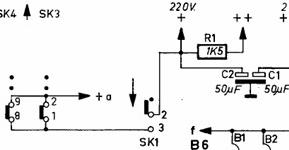 SK4 SK3
220V.
2
+ ++ +
R1
1K5
C2 C1
50µF 50µF
+a
9 2
8 1
2
3
SK1
f
B6
B1 B2